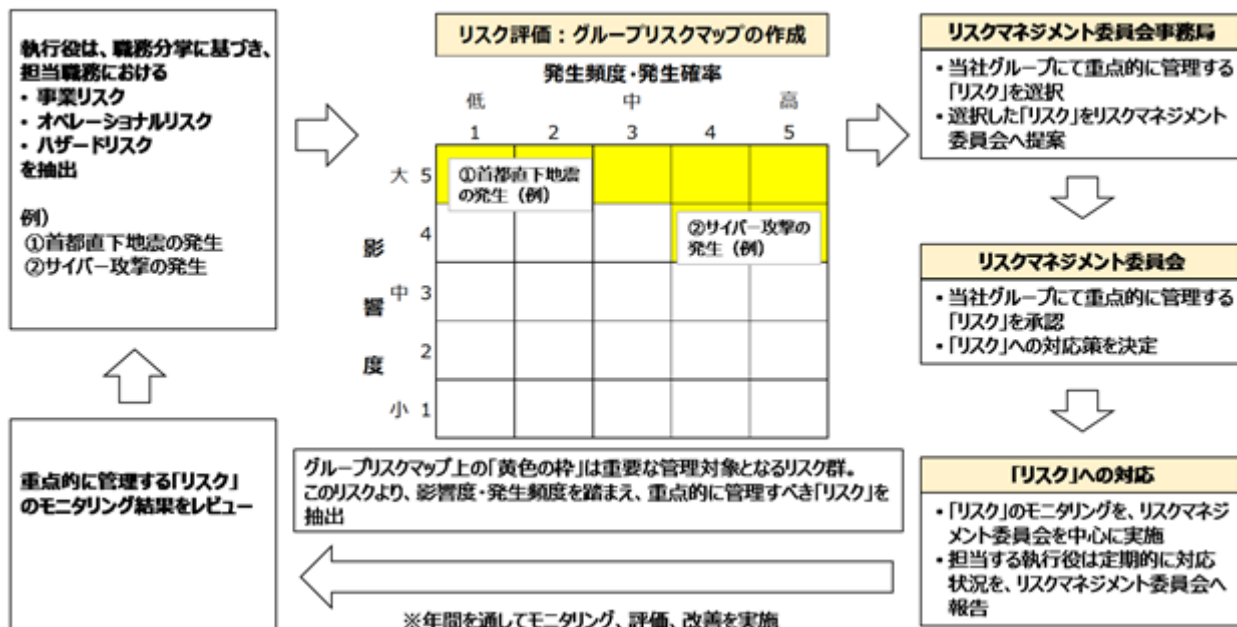 執行役は、職務分掌に基づき、
担当職務における
・ 事業リスク
・ オペレーショナルリスク
・ ハザードリスク
を抽出
例）
①首都直下地震の発生
②サイバー攻撃の発生
リスク評価：グループリスクマップの作成
発生頻度・発生確率
低 中 高
1 2 3 4 5
大 5
①首都直下地震
の発生（例）
4
②サイバー攻撃の
発生（例）
影
中 3
響
2
度
小 1
グループリスクマップ上の「黄色の枠」は重要な管理対象となるリスク群。
このリスクより、影響度・発生頻度を踏まえ、重点的に管理すべき「リスク」を
抽出
リスクマネジメント委員会事務局
・当社グループにて重点的に管理する
「リスク」を選択
・選択した「リスク」をリスクマネジメント
委員会へ提案
リスクマネジメント委員会
・当社グループにて重点的に管理する
「リスク」を承認
・「リスク」への対応策を決定
「リスク」への対応
・「リスク」のモニタリングを、リスクマネジ
メント委員会を中心に実施
・担当する執行役は定期的に対応
状況を、リスクマネジメント委員会へ
報告
※年間を通してモニタリング、評価、改善を実施
重点的に管理する「リスク」
のモニタリング結果をレビュー